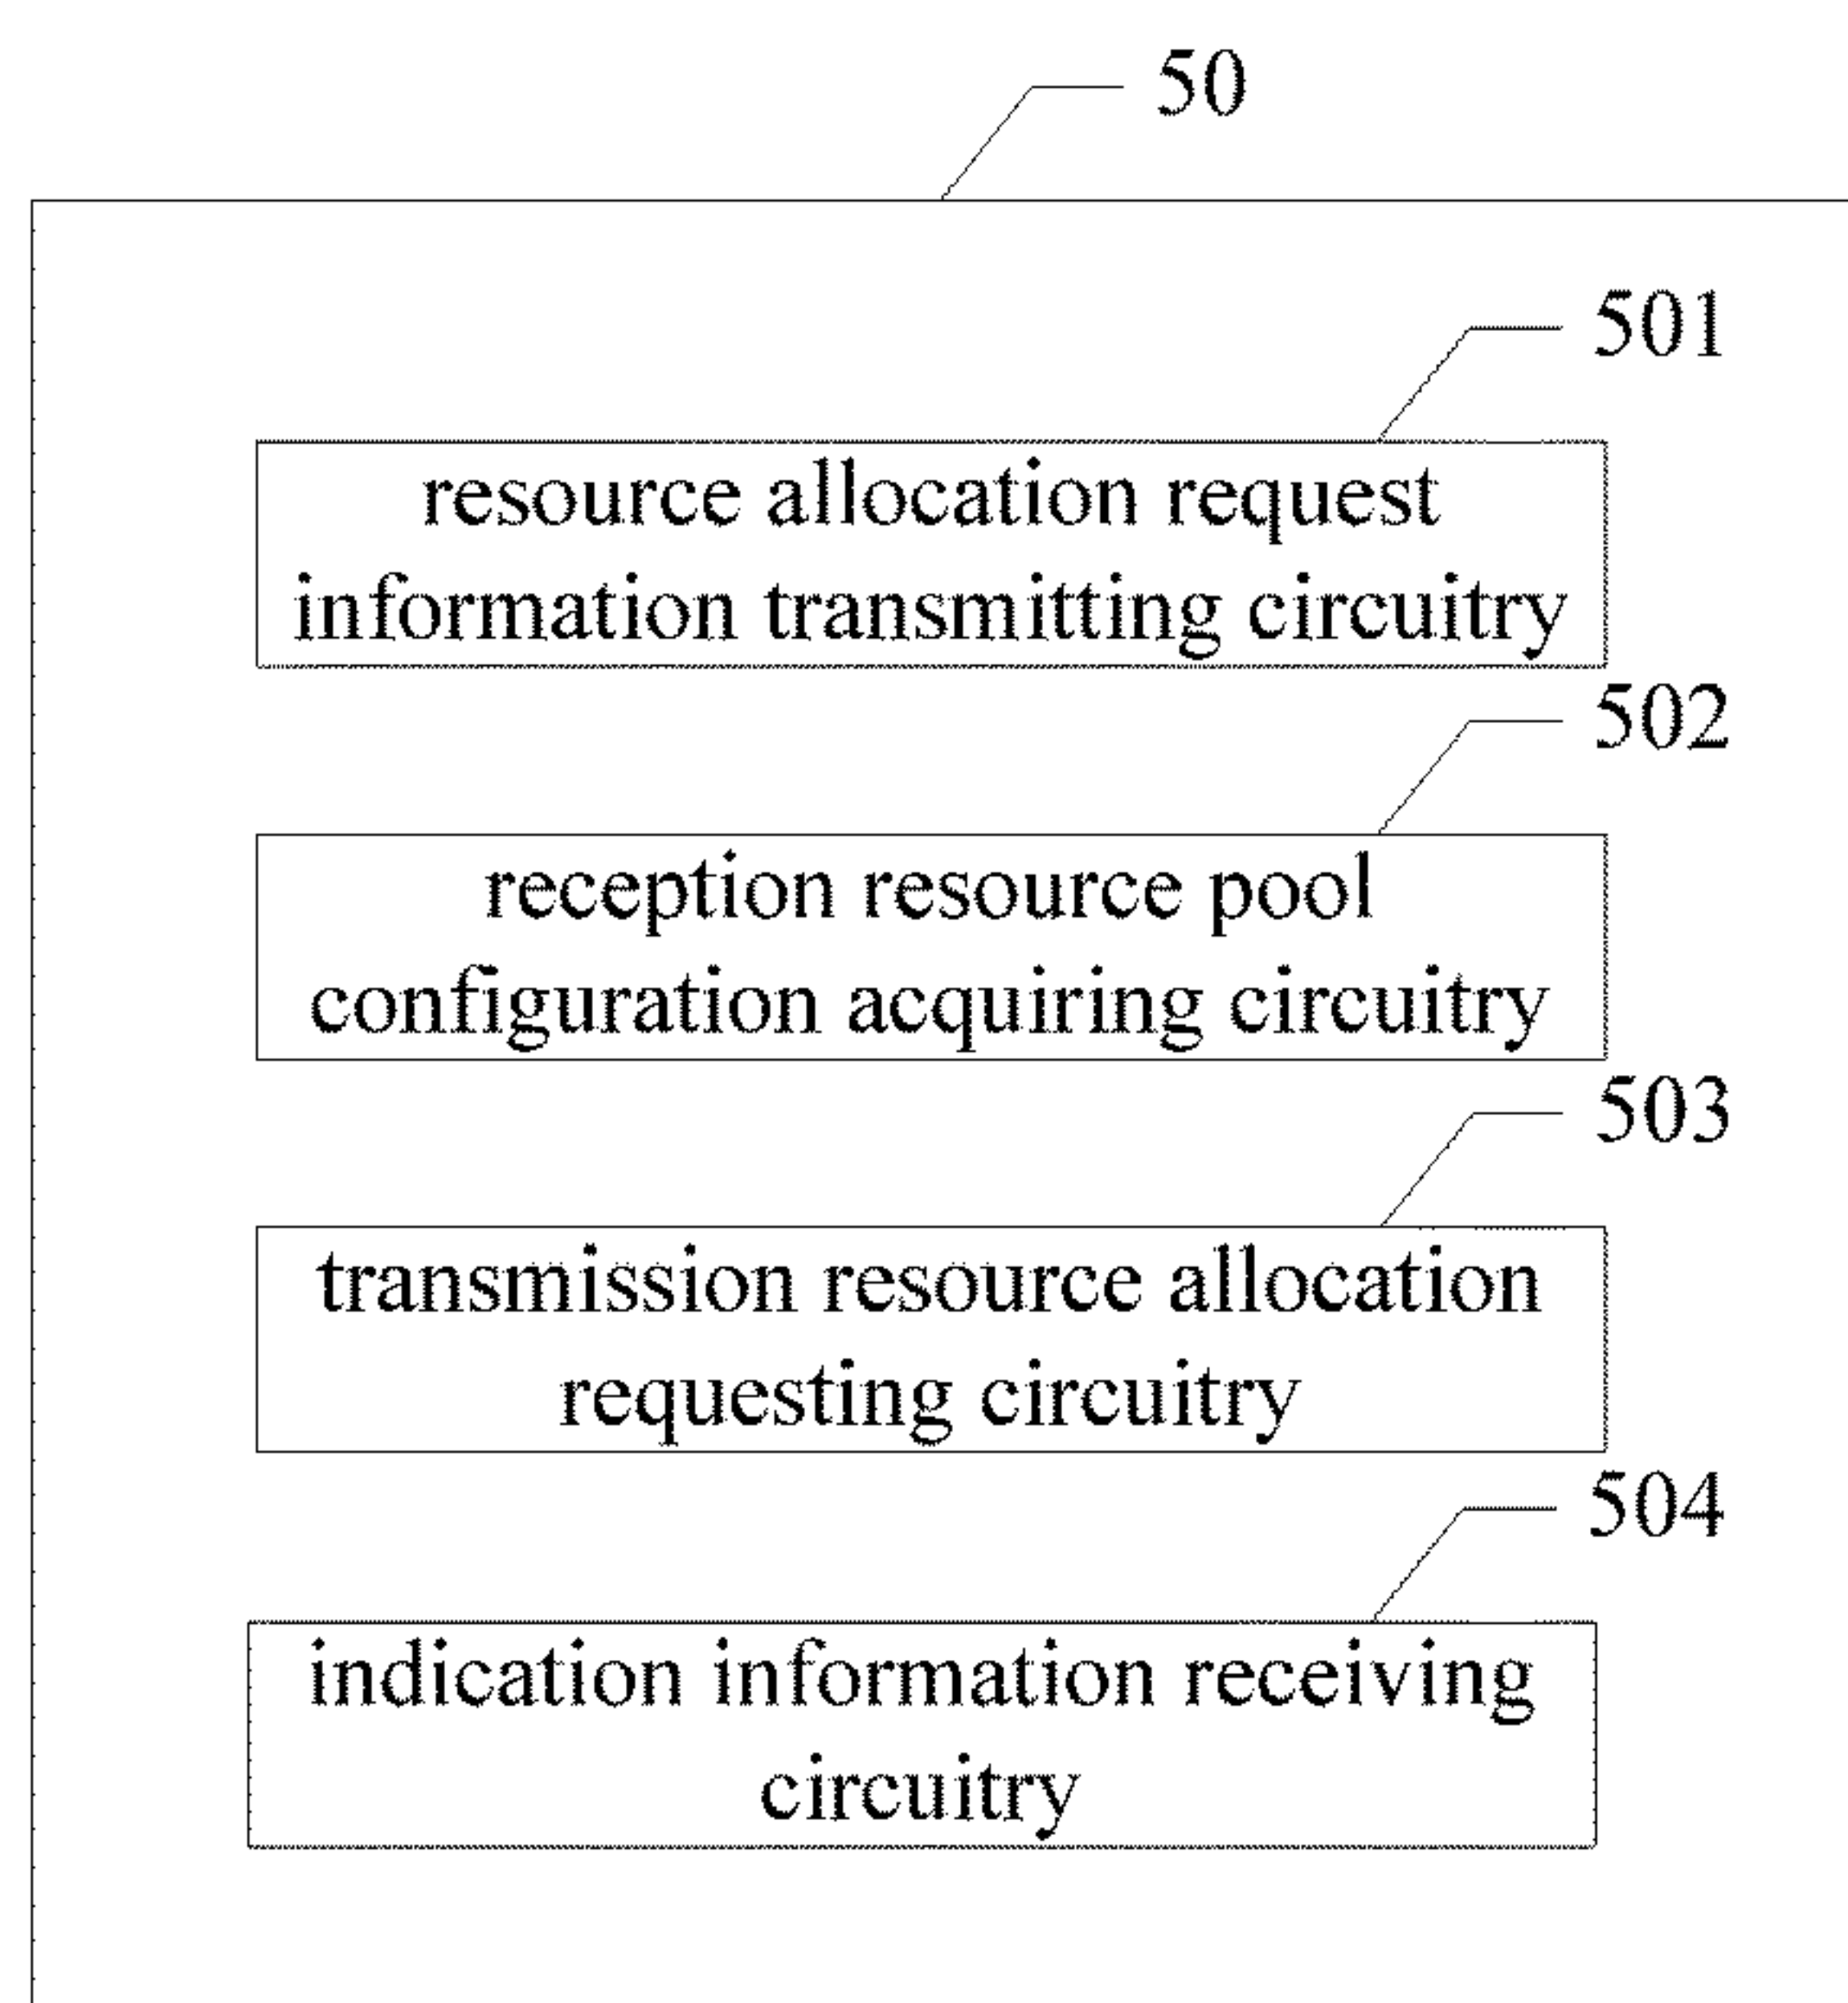 50
501
resource allocation request
information transmitting circuitry
502
reception resource pool
configuration acquiring circuitry
503
transmission resource allocation
requesting circuitry
504
indication information receiving
circuitry